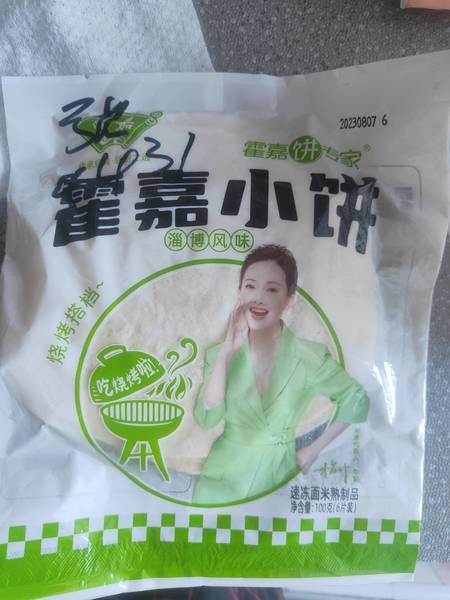 20230807 6
霍嘉饼专家®
1031
霍嘉小饼
淄博风味
烧烤搭档~
吃烧烤啦!
速冻面米熟制品
净含量:100克(6片装)